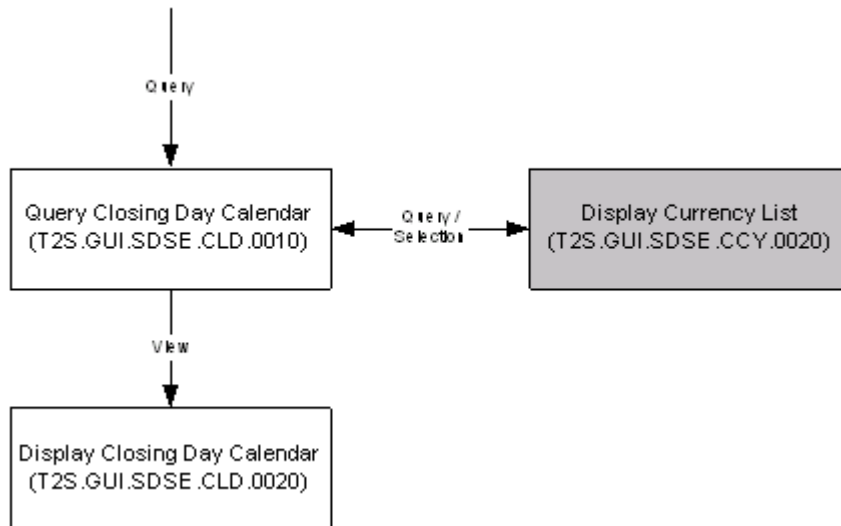 Query
Query Closing Day Calendar
(T2S.GUI.SDSE.CLD.0010)
Query /
Selection
Display Currency List
(T2S.GUI.SDSE.CCY.0020)
View
Display Closing Day Calendar
(T2S.GUI.SDSE.CLD.0020)